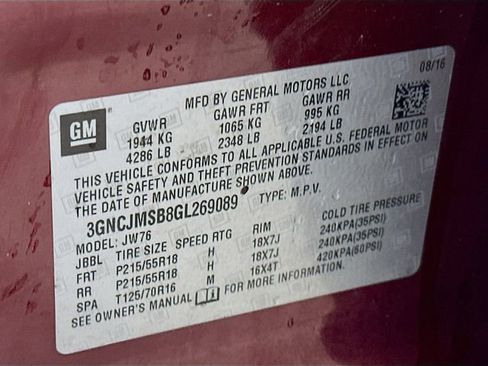 GM
MFD BY GENERAL MOTORS LLC
08/16
GVWR GAWR FRT GAWR RR
1944 KG 1065 KG 995 KG
4286 LB 2348 LB 2194 LB
THIS VEHICLE CONFORMS TO ALL APPLICABLE U.S. FEDERAL MOTOR
VEHICLE SAFETY AND THEFT PREVENTION STANDARDS IN EFFECT ON
THE DATE OF MANUFACTURE SHOWN ABOVE.
3GNCJMSB8GL269089 TYPE: M.P.V.
MODEL: JW76
JBBL TIRE SIZE SPEED RTG RIM COLD TIRE PRESSURE
FRT P215/55R18 H 18X7J 240KPA(35PSI)
RR P215/55R18 H 18X7J 240KPA(35PSI)
SPA T125/70R16 M 16X4T 420KPA(60PSI)
SEE OWNER'S MANUAL FOR MORE INFORMATION.